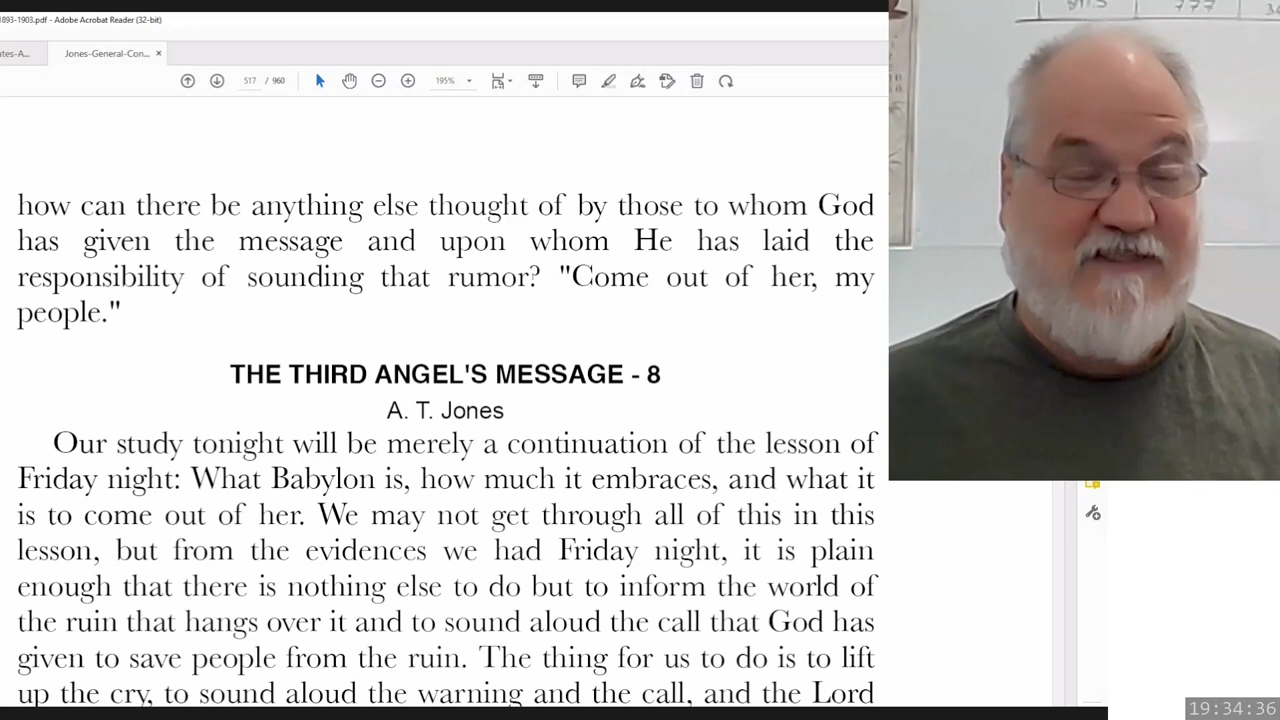 1893-1903.pdf - Adobe Acrobat Reader (32-bit)
tes-A... Jones-General-Con... ×
517 / 960 195%
how can there be anything else thought of by those to whom God
has given the message and upon whom He has laid the
responsibility of sounding that rumor? "Come out of her, my
people."
THE THIRD ANGEL'S MESSAGE - 8
A. T. Jones
Our study tonight will be merely a continuation of the lesson of
Friday night: What Babylon is, how much it embraces, and what it
is to come out of her. We may not get through all of this in this
lesson, but from the evidences we had Friday night, it is plain
enough that there is nothing else to do but to inform the world of
the ruin that hangs over it and to sound aloud the call that God has
given to save people from the ruin. The thing for us to do is to lift
up the cry, to sound aloud the warning and the call, and the Lord
777
19:34:36